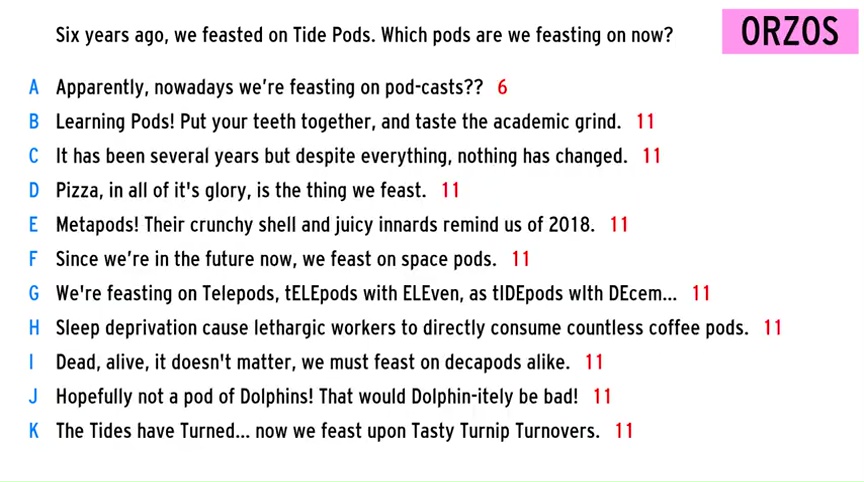 Six years ago, we feasted on Tide Pods. Which pods are we feasting on now?
ORZOS
A Apparently, nowadays we're feasting on pod-casts?? 6
B Learning Pods! Put your teeth together, and taste the academic grind. 11
C It has been several years but despite everything, nothing has changed. 11
D Pizza, in all of it's glory, is the thing we feast. 11
E Metapods! Their crunchy shell and juicy innards remind us of 2018. 11
F Since we're in the future now, we feast on space pods. 11
G We're feasting on Telepods, tELEpods with ELEven, as tIDEpods wIth DEcem... 11
H Sleep deprivation cause lethargic workers to directly consume countless coffee pods. 11
I Dead, alive, it doesn't matter, we must feast on decapods alike. 11
J Hopefully not a pod of Dolphins! That would Dolphin-itely be bad! 11
K The Tides have Turned... now we feast upon Tasty Turnip Turnovers. 11